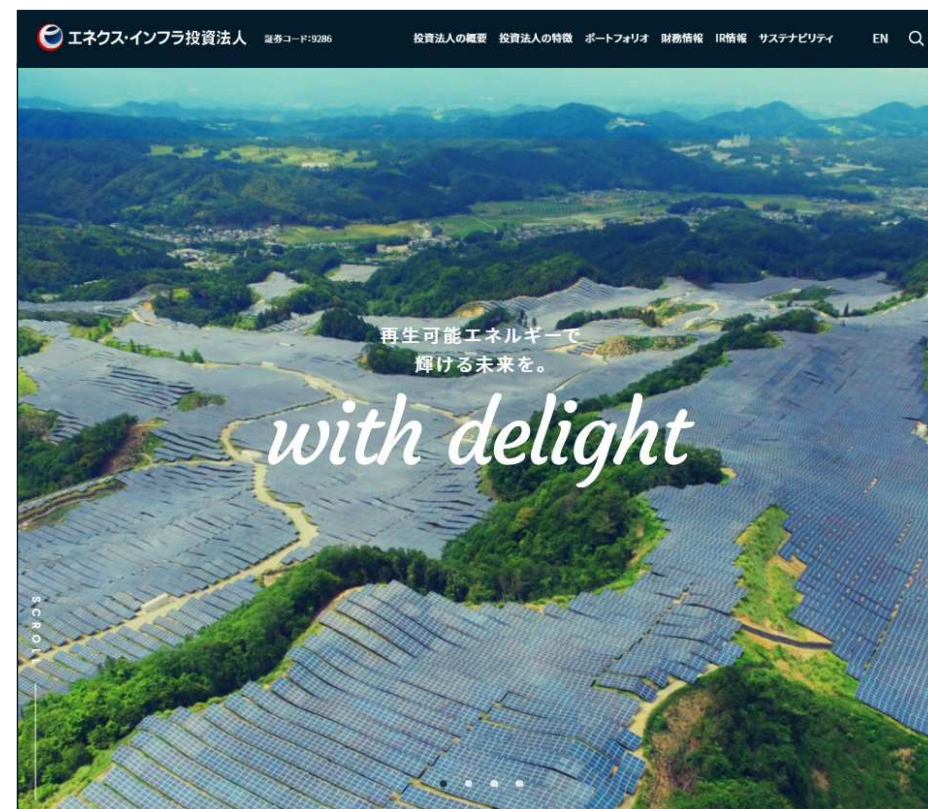 エネクス・インフラ投資法人 証券コード:9286 投資法人の概要 投資法人の特徴 ポートフォリオ 財務情報 IR情報 サステナビリティ EN
再生可能エネルギーで
輝ける未来を。
with delight
SCROLL